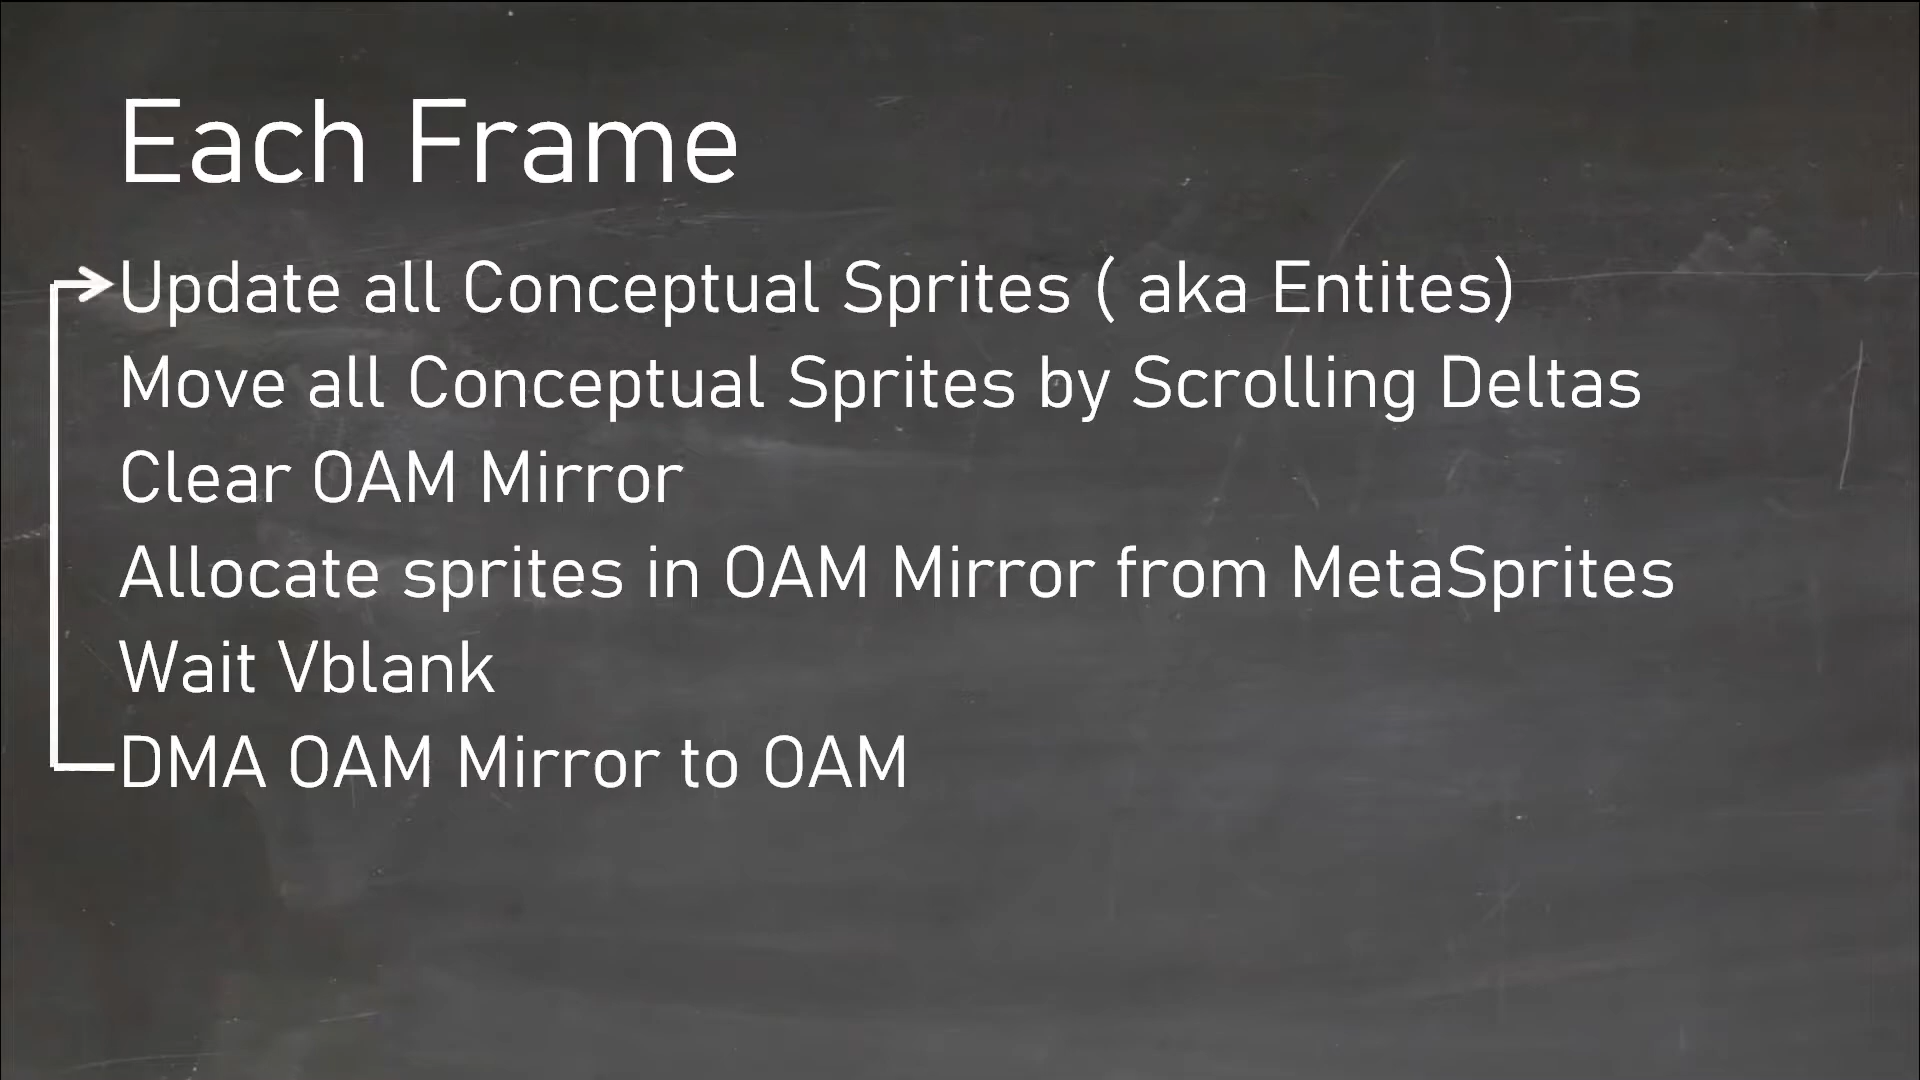 Each Frame
Update all Conceptual Sprites ( aka Entites)
Move all Conceptual Sprites by Scrolling Deltas
Clear OAM Mirror
Allocate sprites in OAM Mirror from MetaSprites
Wait Vblank
DMA OAM Mirror to OAM